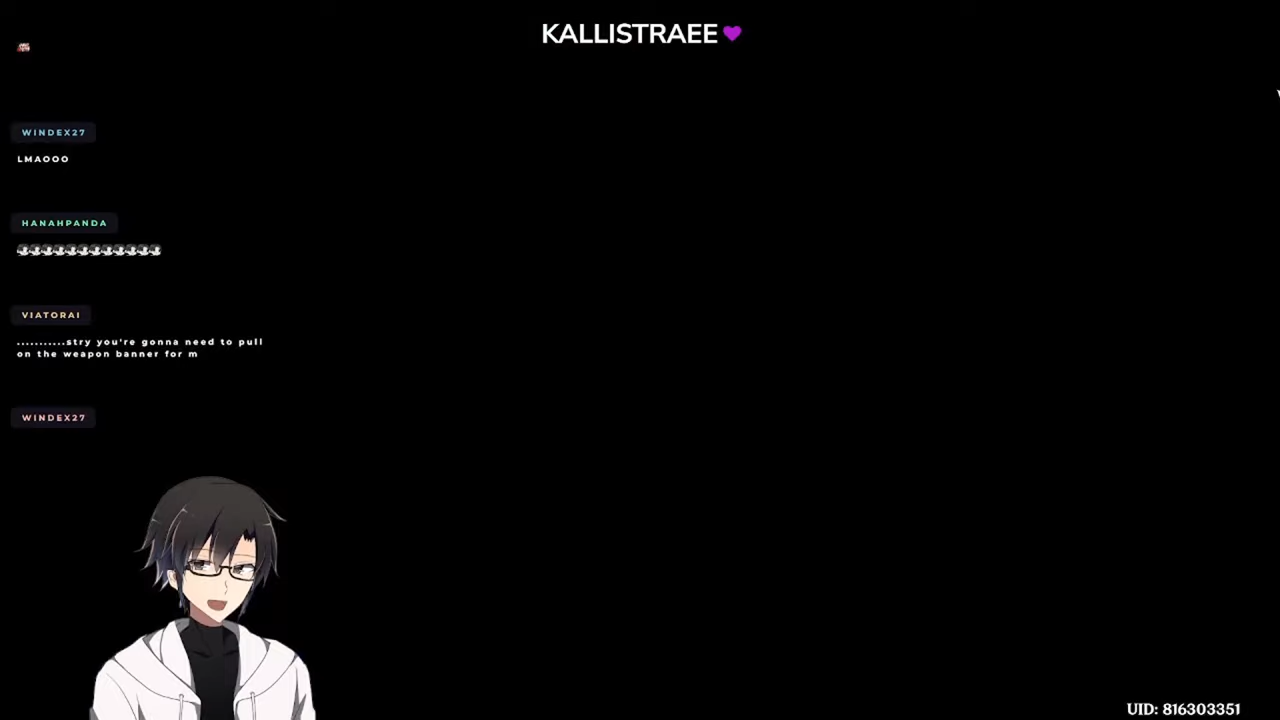 KALLISTRAEE
WINDEX27
LMAOOO
HANAHPANDA
VIATORAI
...........stry you're gonna need to pull
on the weapon banner for m
WINDEX27
UID: 816303351